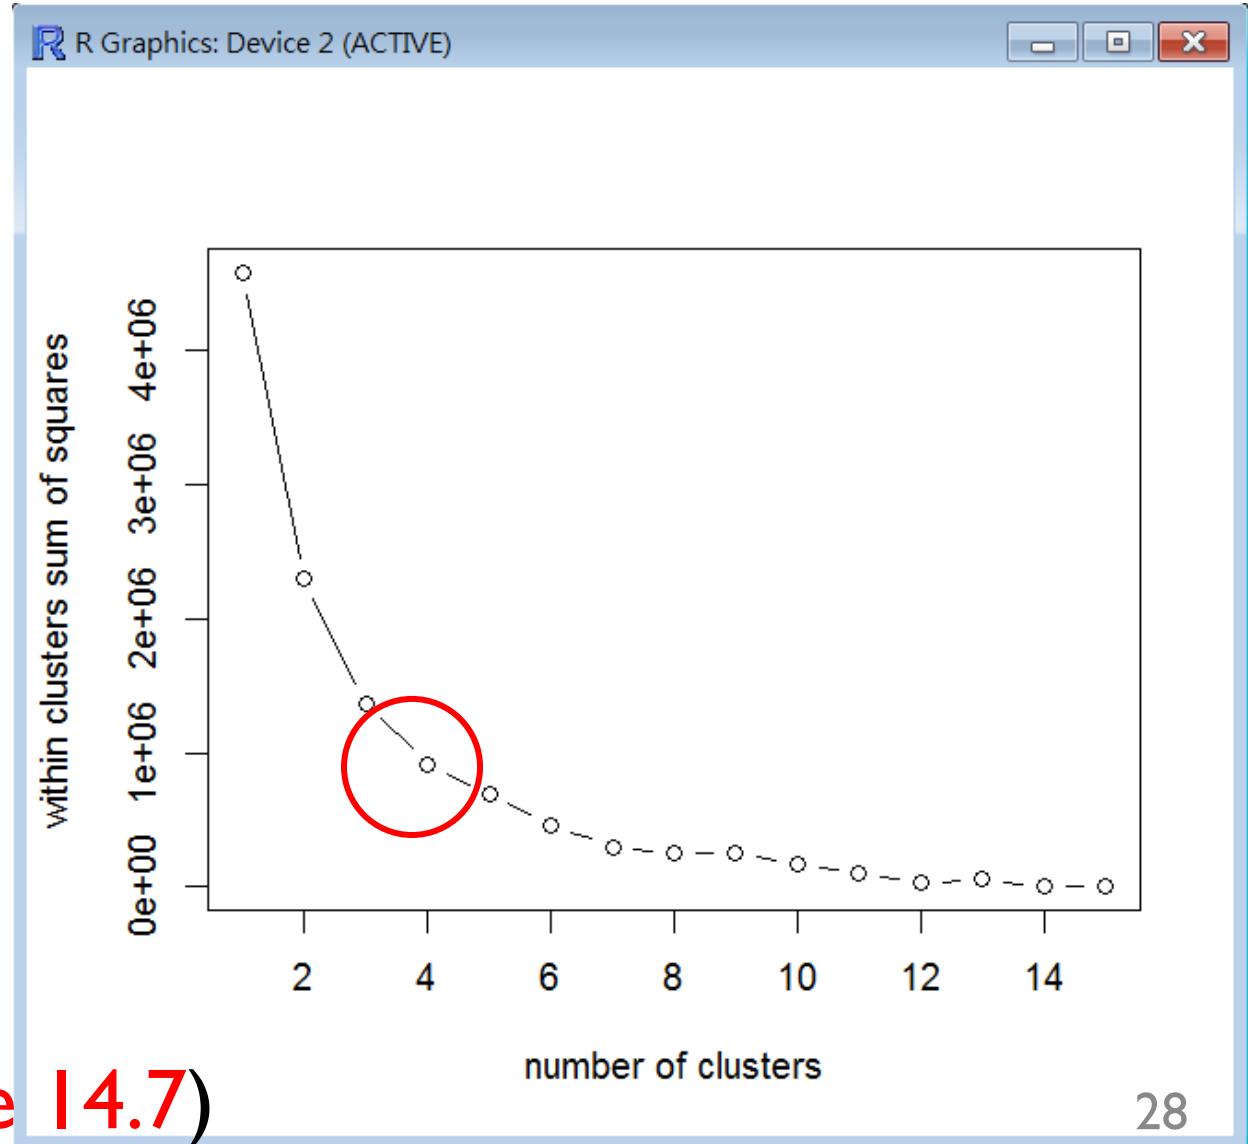 R Graphics: Device 2 (ACTIVE)
within clusters sum of squares
4e+06
3e+06
2e+06
1e+06
0e+00
2 4 6 8 10 12 14
number of clusters
e 14.7)
28